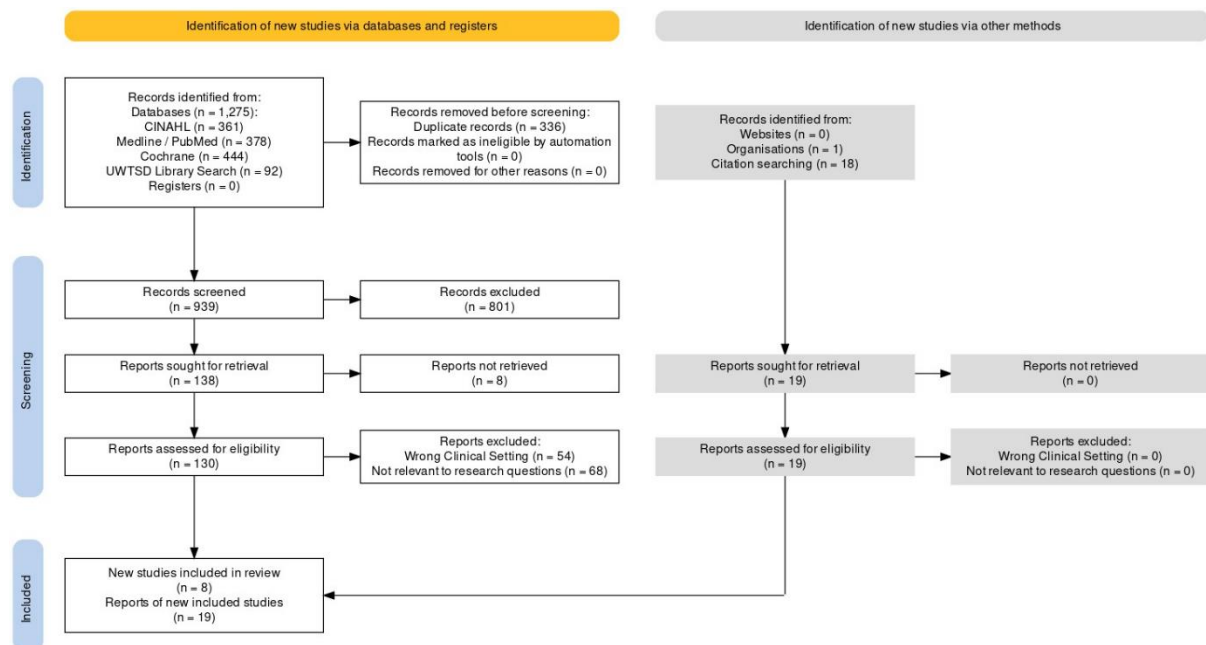 Identification of new studies via databases and registers
Identification of new studies via other methods
Identification
Records identified from:
Databases (n = 1,275):
CINAHL (n = 361)
Medline / PubMed (n = 378)
Cochrane (n = 444)
UWTSD Library Search (n = 92)
Registers (n = 0)
Records removed before screening:
Duplicate records (n = 336)
Records marked as ineligible by automation
tools (n = 0)
Records removed for other reasons (n = 0)
Records identified from:
Websites (n = 0)
Organisations (n = 1)
Citation searching (n = 18)
Screening
Records screened
(n = 939)
Records excluded
(n = 801)
Reports sought for retrieval
(n = 138)
Reports not retrieved
(n = 8)
Reports sought for retrieval
(n = 19)
Reports not retrieved
(n = 0)
Reports assessed for eligibility
(n = 130)
Reports excluded:
Wrong Clinical Setting (n = 54)
Not relevant to research questions (n = 68)
Reports assessed for eligibility
(n = 19)
Reports excluded:
Wrong Clinical Setting (n = 0)
Not relevant to research questions (n = 0)
Included
New studies included in review
(n = 8)
Reports of new included studies
(n = 19)